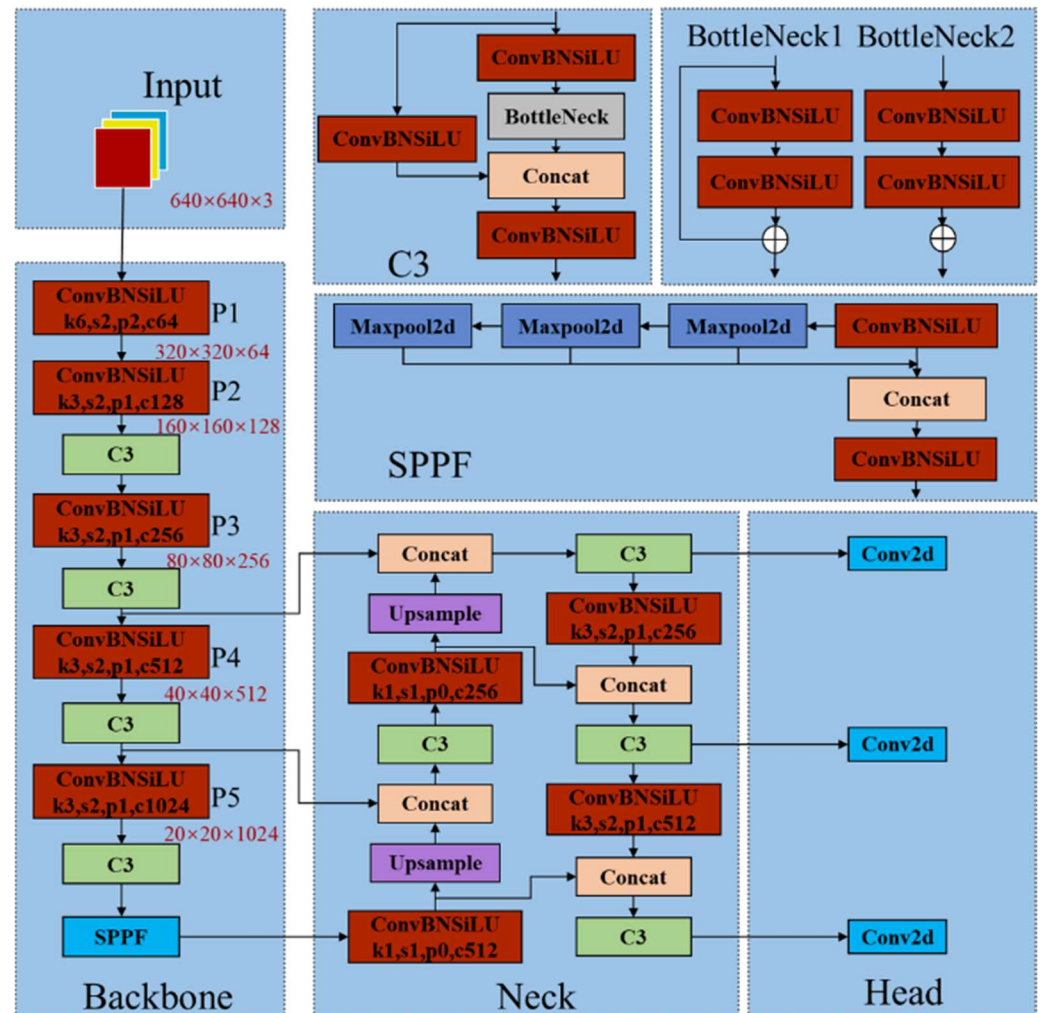 Input
640×640×3
ConvBNSiLU
k6,s2,p2,c64
P1
320×320×64
ConvBNSiLU
k3,s2,p1,c128
P2
160×160×128
C3
ConvBNSiLU
k3,s2,p1,c256
P3
80×80×256
C3
ConvBNSiLU
k3,s2,p1,c512
P4
40×40×512
C3
ConvBNSiLU
k3,s2,p1,c1024
P5
20×20×1024
C3
SPPF
Backbone
ConvBNSiLU
BottleNeck
ConvBNSiLU
Concat
ConvBNSiLU
C3
BottleNeck1 BottleNeck2
ConvBNSiLU ConvBNSiLU
ConvBNSiLU ConvBNSiLU
Maxpool2d Maxpool2d Maxpool2d ConvBNSiLU
Concat
ConvBNSiLU
SPPF
Concat
Upsample
ConvBNSiLU
k1,s1,p0,c256
C3
Concat
Upsample
ConvBNSiLU
k1,s1,p0,c512
C3
ConvBNSiLU
k3,s2,p1,c256
Concat
C3
ConvBNSiLU
k3,s2,p1,c512
Concat
C3
Neck
Conv2d
Conv2d
Conv2d
Head